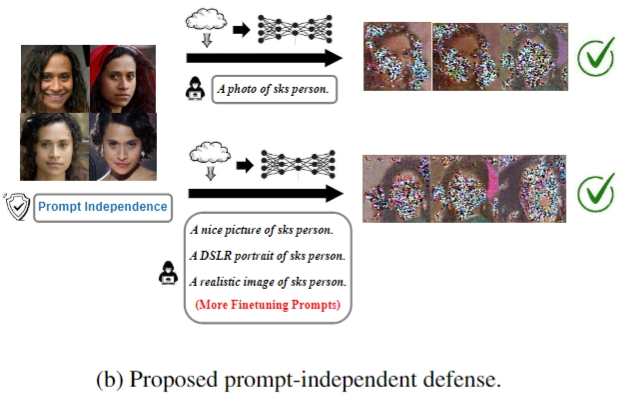 A photo of sks person.
Prompt Independence
A nice picture of sks person.
A DSLR portrait of sks person.
A realistic image of sks person.
(More Finetuning Prompts)
(b) Proposed prompt-independent defense.